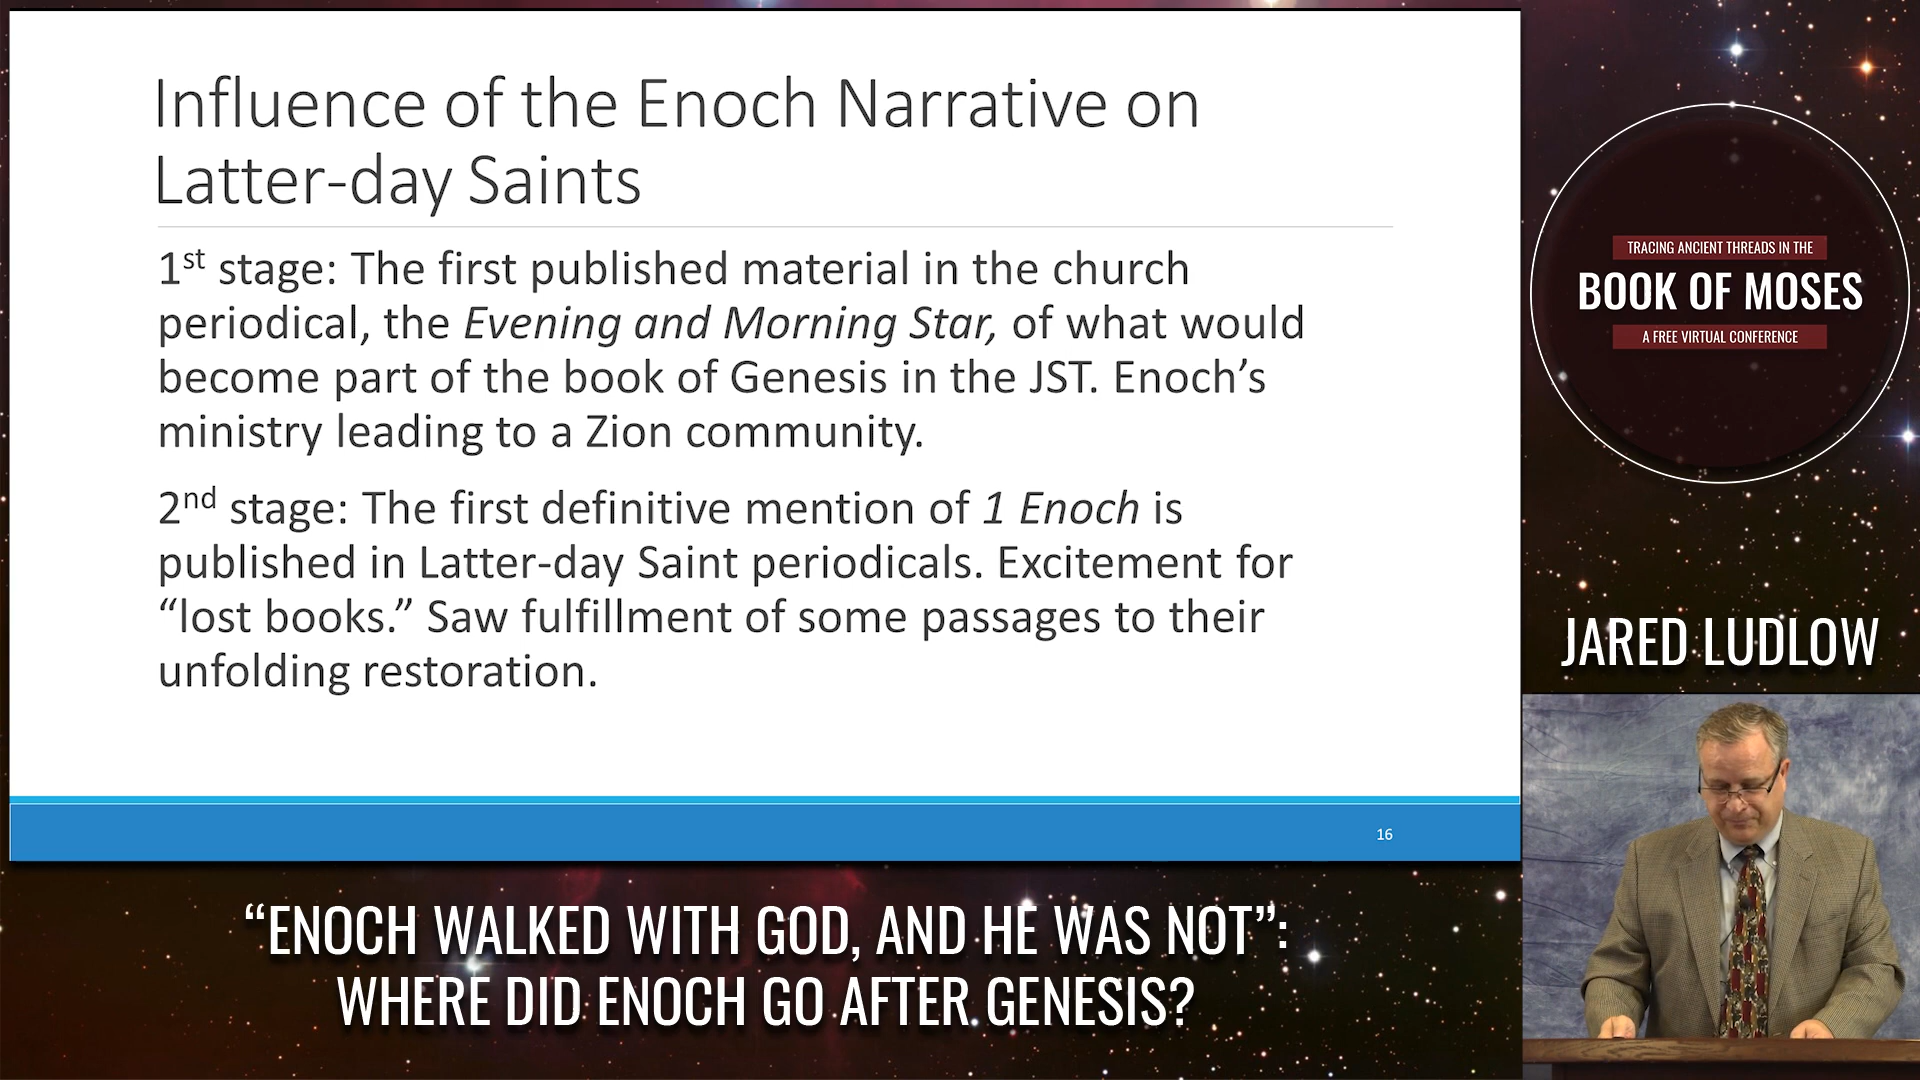 Influence of the Enoch Narrative on
Latter-day Saints
1st stage: The first published material in the church
periodical, the Evening and Morning Star, of what would
become part of the book of Genesis in the JST. Enoch’s
ministry leading to a Zion community.
2nd stage: The first definitive mention of 1 Enoch is
published in Latter-day Saint periodicals. Excitement for
“lost books.” Saw fulfillment of some passages to their
unfolding restoration.
16
TRACING ANCIENT THREADS IN THE
BOOK OF MOSES
A FREE VIRTUAL CONFERENCE
JARED LUDLOW
“ENOCH WALKED WITH GOD, AND HE WAS NOT”:
WHERE DID ENOCH GO AFTER GENESIS?